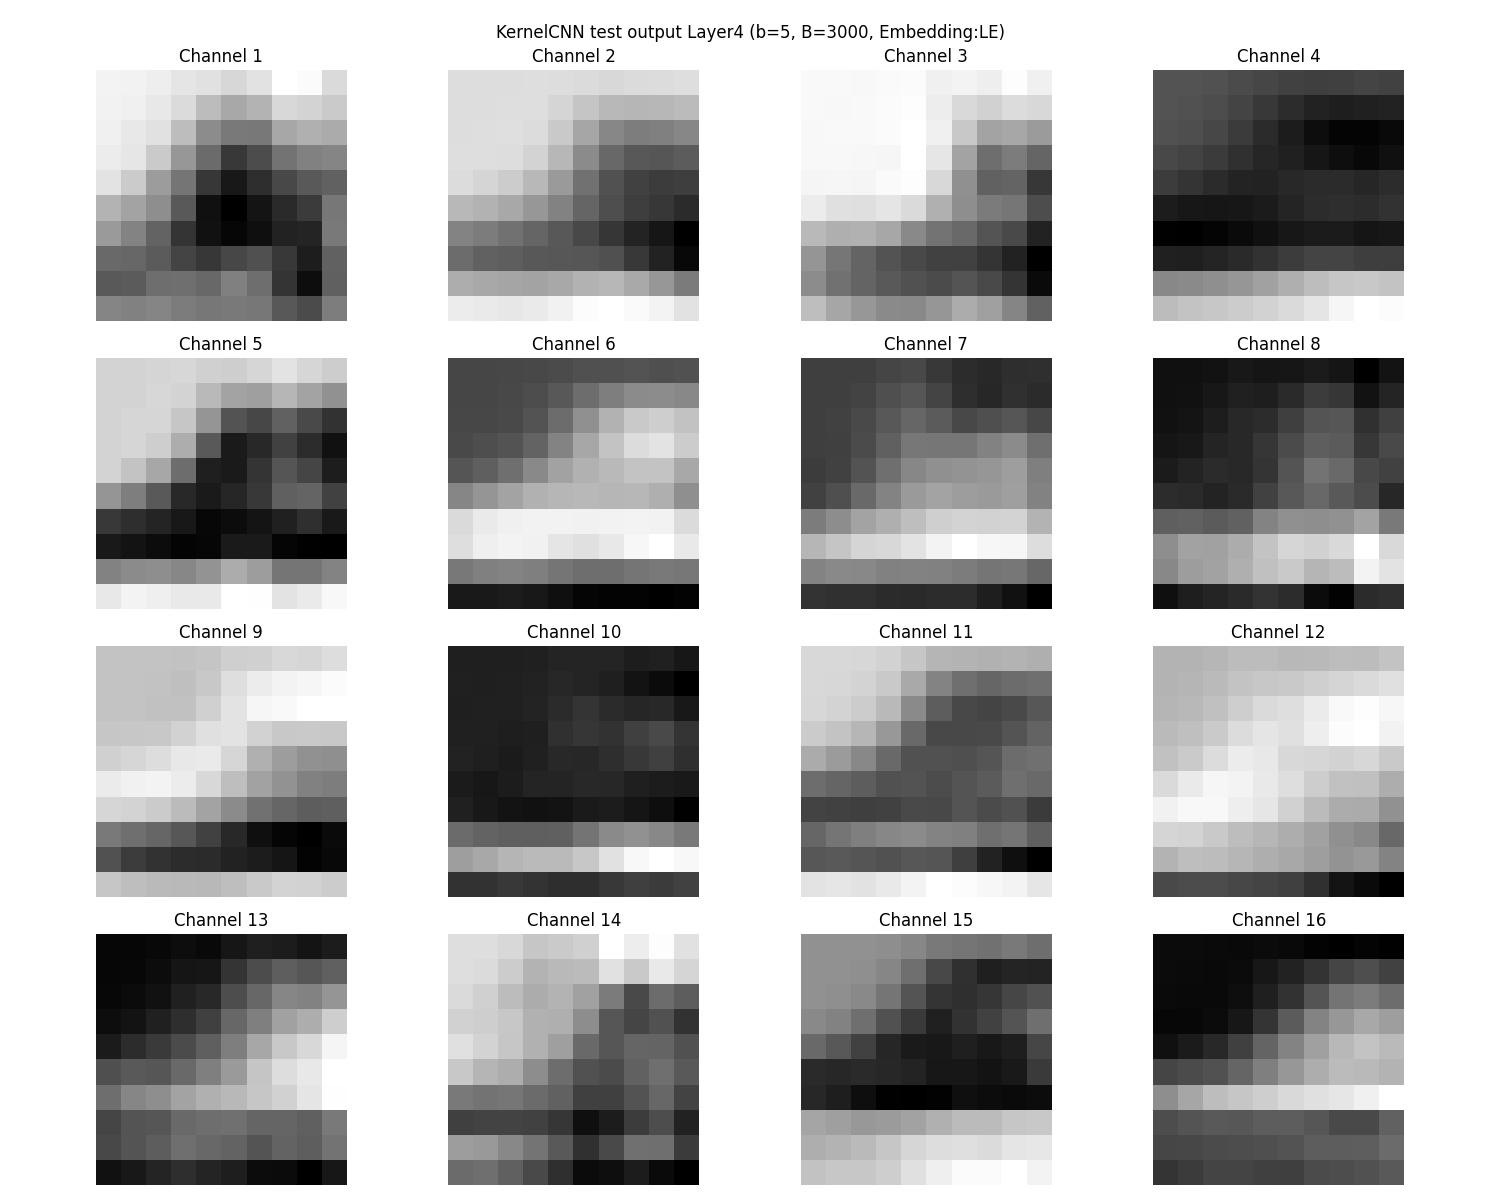 KernelCNN test output Layer4 (b=5, B=3000, Embedding:LE)
Channel 1
Channel 2
Channel 3
Channel 4
Channel 5
Channel 6
Channel 7
Channel 8
Channel 9
Channel 10
Channel 11
Channel 12
Channel 13
Channel 14
Channel 15
Channel 16